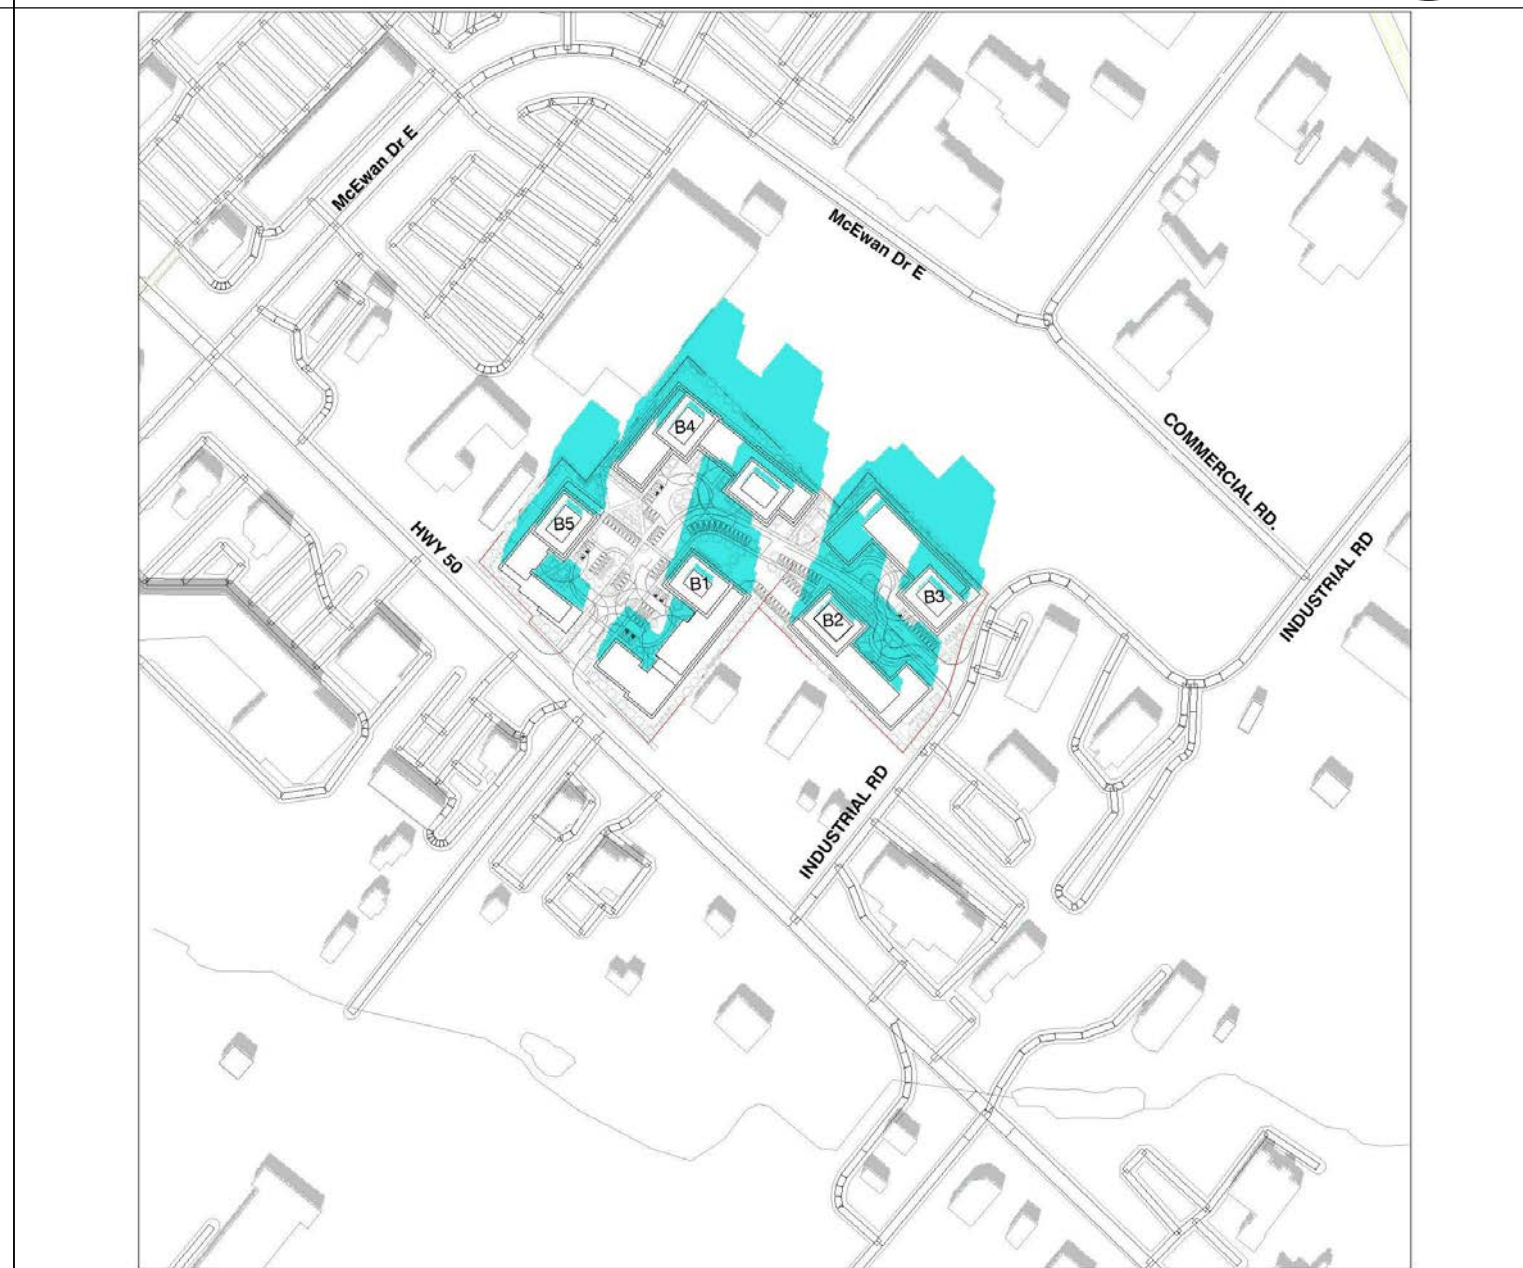 McEwan Dr E
McEwan Dr E
COMMERCIAL RD.
B4
B5
HWY 50
B1
B3
B2
INDUSTRIAL RD
INDUSTRIAL RD